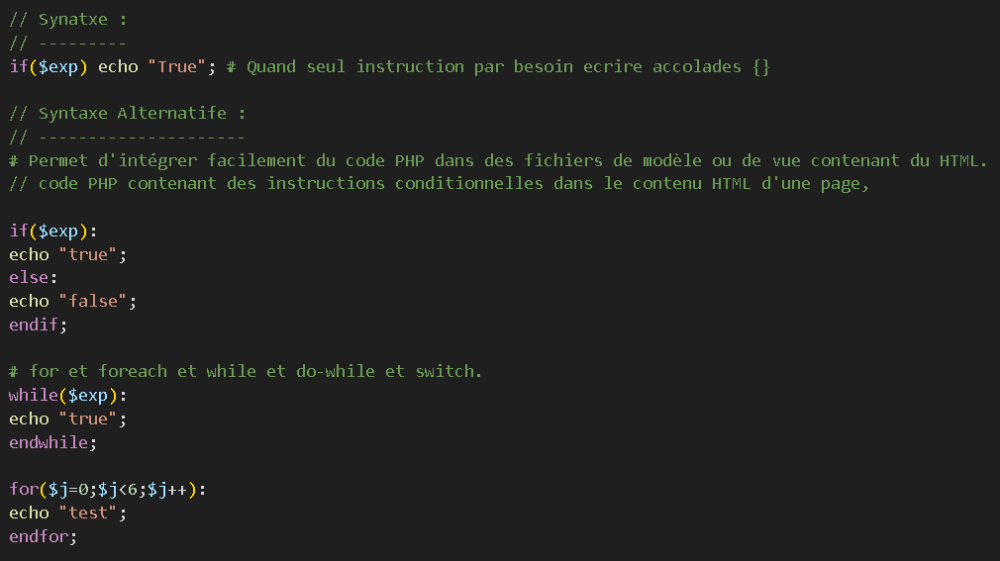 // Synatxe :
// ---------
if($exp) echo "True"; # Quand seul instruction par besoin ecrire accolades {}
// Syntaxe Alternatife :
// ---------------------
# Permet d'intégrer facilement du code PHP dans des fichiers de modèle ou de vue contenant du HTML.
// code PHP contenant des instructions conditionnelles dans le contenu HTML d'une page,
if($exp):
echo "true";
else:
echo "false";
endif;
# for et foreach et while et do-while et switch.
while($exp):
echo "true";
endwhile;
for($j=0;$j<6;$j++):
echo "test";
endfor;